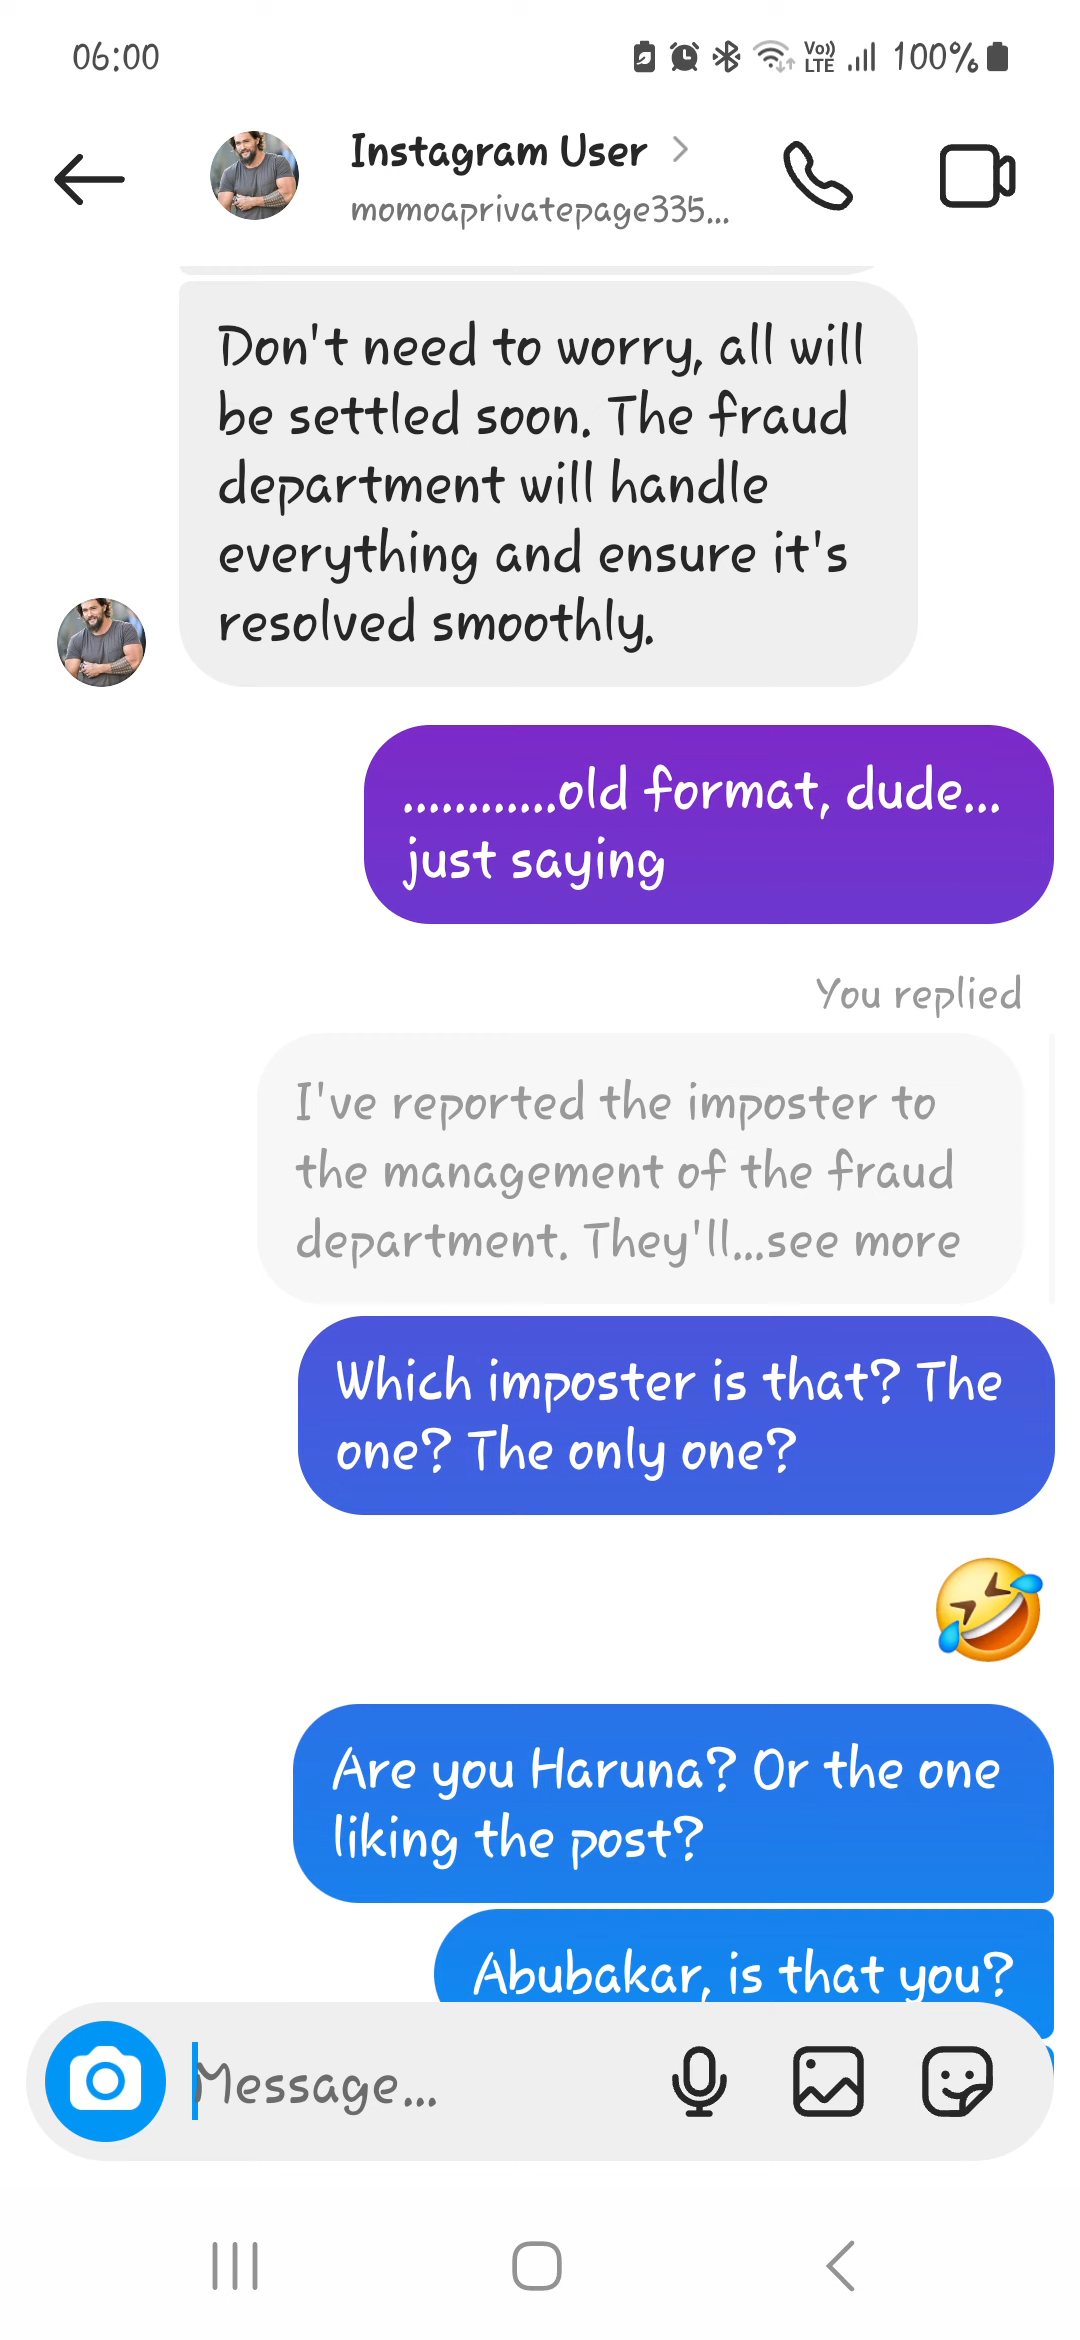 06:00
Vo))
LTE
100%
Instagram User
momoaprivatepage335...
Don't need to worry, all will
be settled soon. The fraud
department will handle
everything and ensure it's
resolved smoothly.
............old format, dude...
just saying
You replied
I've reported the imposter to
the management of the fraud
department. They'll...see more
Which imposter is that? The
one? The only one?
Are you Haruna? Or the one
liking the post?
Abubakar, is that you?
Message...